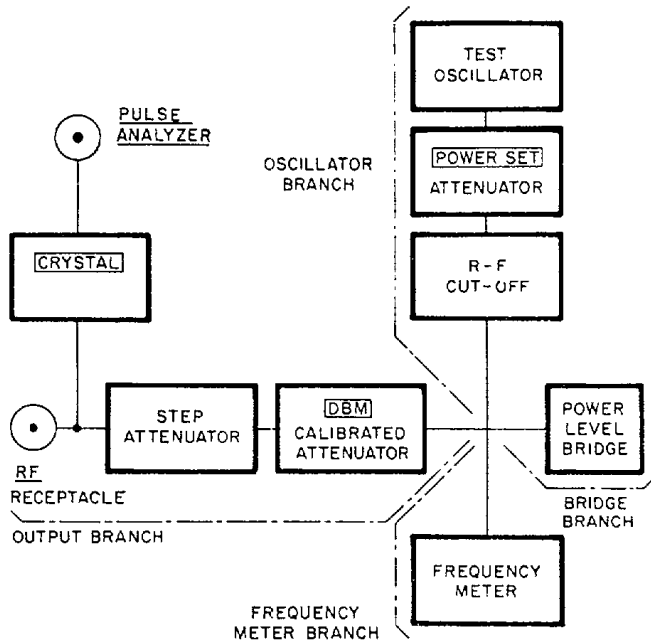 TEST
OSCILLATOR
PULSE
ANALYZER
OSCILLATOR
BRANCH
POWER SET
ATTENUATOR
CRYSTAL
R-F
CUT-OFF
STEP
ATTENUATOR
DBM
CALIBRATED
ATTENUATOR
POWER
LEVEL
BRIDGE
RF
RECEPTACLE
OUTPUT BRANCH
BRIDGE
BRANCH
FREQUENCY
METER
FREQUENCY
METER BRANCH